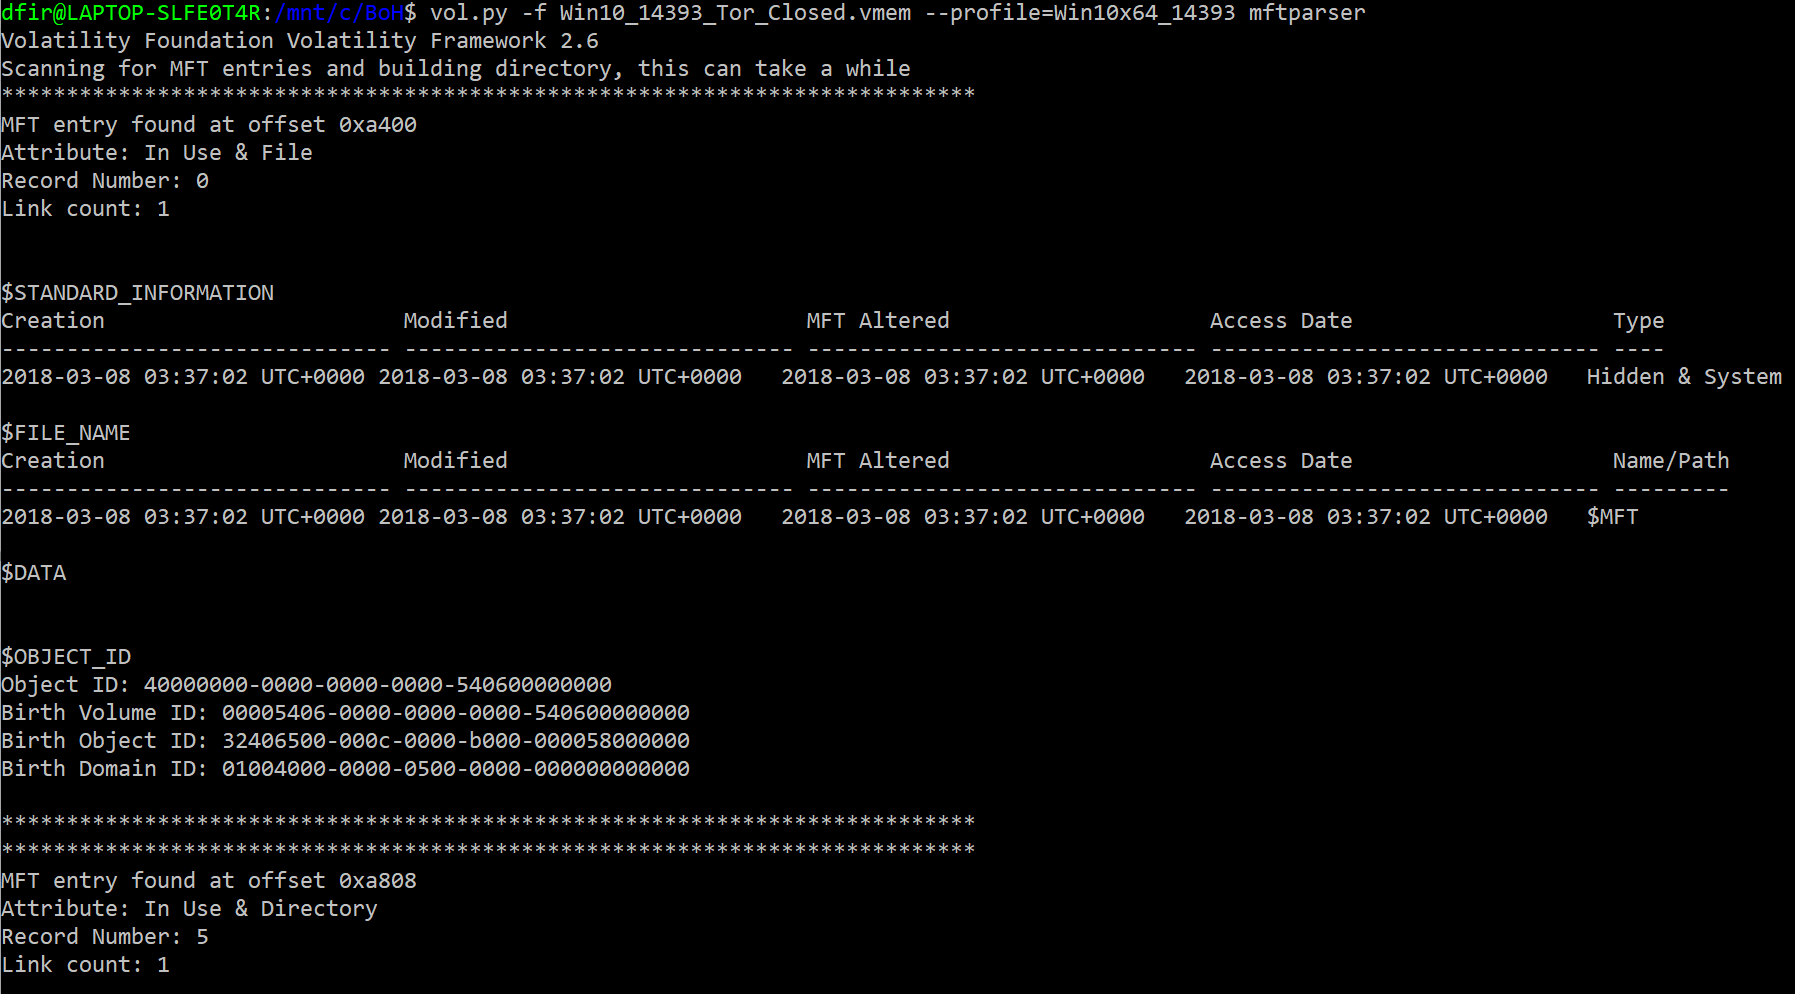 dfir@LAPTOP-SLFE0T4R:/mnt/c/BoH$ vol.py -f Win10_14393_Tor_Closed.vmem --profile=Win10x64_14393 mftparser
Volatility Foundation Volatility Framework 2.6
Scanning for MFT entries and building directory, this can take a while
***************************************************************************
MFT entry found at offset 0xa400
Attribute: In Use & File
Record Number: 0
Link count: 1
$STANDARD_INFORMATION
Creation                       Modified                       MFT Altered                    Access Date                    Type
------------------------------ ------------------------------ ------------------------------ ------------------------------ ----
2018-03-08 03:37:02 UTC+0000 2018-03-08 03:37:02 UTC+0000   2018-03-08 03:37:02 UTC+0000   2018-03-08 03:37:02 UTC+0000   Hidden & System
$FILE_NAME
Creation                       Modified                       MFT Altered                    Access Date                    Name/Path
------------------------------ ------------------------------ ------------------------------ ------------------------------ ---------
2018-03-08 03:37:02 UTC+0000 2018-03-08 03:37:02 UTC+0000   2018-03-08 03:37:02 UTC+0000   2018-03-08 03:37:02 UTC+0000   $MFT
$DATA
$OBJECT_ID
Object ID: 40000000-0000-0000-0000-540600000000
Birth Volume ID: 00005406-0000-0000-0000-540600000000
Birth Object ID: 32406500-000c-0000-b000-000058000000
Birth Domain ID: 01004000-0000-0500-0000-000000000000
***************************************************************************
***************************************************************************
MFT entry found at offset 0xa808
Attribute: In Use & Directory
Record Number: 5
Link count: 1